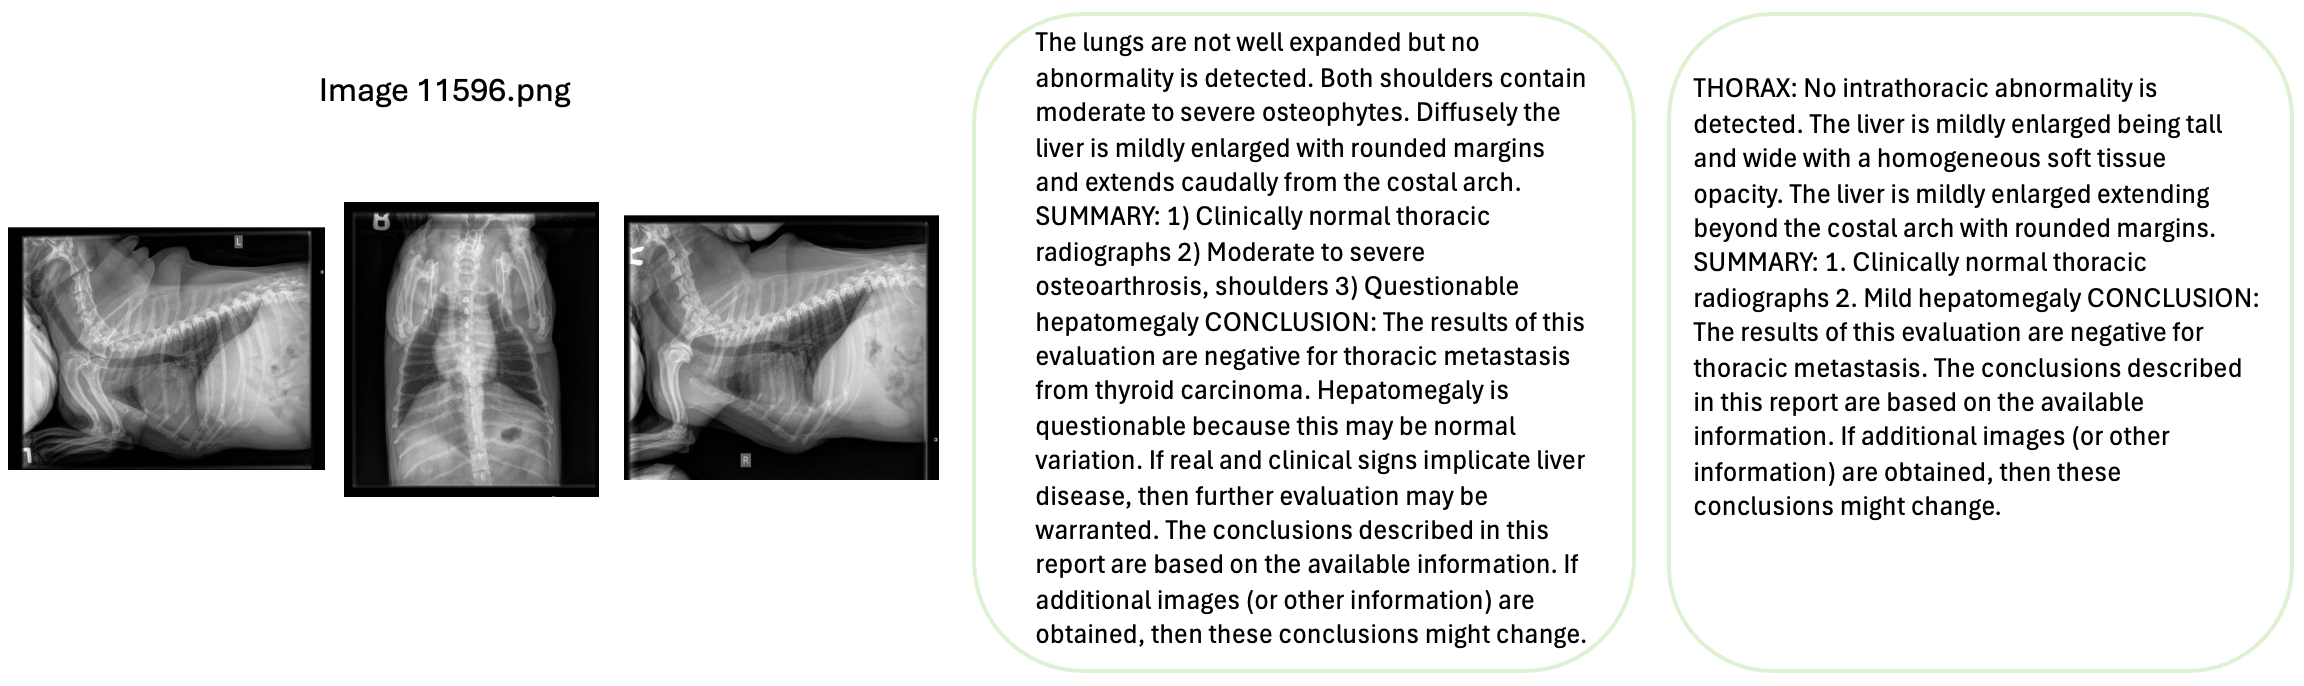 Image 11596.png
L
R
The lungs are not well expanded but no
abnormality is detected. Both shoulders contain
moderate to severe osteophytes. Diffusely the
liver is mildly enlarged with rounded margins
and extends caudally from the costal arch.
SUMMARY: 1) Clinically normal thoracic
radiographs 2) Moderate to severe
osteoarthrosis, shoulders 3) Questionable
hepatomegaly CONCLUSION: The results of this
evaluation are negative for thoracic metastasis
from thyroid carcinoma. Hepatomegaly is
questionable because this may be normal
variation. If real and clinical signs implicate liver
disease, then further evaluation may be
warranted. The conclusions described in this
report are based on the available information. If
additional images (or other information) are
obtained, then these conclusions might change.
THORAX: No intrathoracic abnormality is
detected. The liver is mildly enlarged being tall
and wide with a homogeneous soft tissue
opacity. The liver is mildly enlarged extending
beyond the costal arch with rounded margins.
SUMMARY: 1. Clinically normal thoracic
radiographs 2. Mild hepatomegaly CONCLUSION:
The results of this evaluation are negative for
thoracic metastasis. The conclusions described
in this report are based on the available
information. If additional images (or other
information) are obtained, then these
conclusions might change.